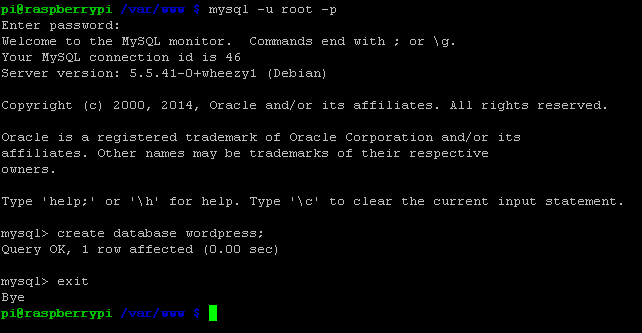 pi@raspberrypi /var/www $ mysql -u root -p
Enter password:
Welcome to the MySQL monitor.  Commands end with ; or \g.
Your MySQL connection id is 46
Server version: 5.5.41-0+wheezy1 (Debian)
Copyright (c) 2000, 2014, Oracle and/or its affiliates. All rights reserved.
Oracle is a registered trademark of Oracle Corporation and/or its
affiliates. Other names may be trademarks of their respective
owners.
Type 'help;' or '\h' for help. Type '\c' to clear the current input statement.
mysql> create database wordpress;
Query OK, 1 row affected (0.00 sec)
mysql> exit
Bye
pi@raspberrypi /var/www $